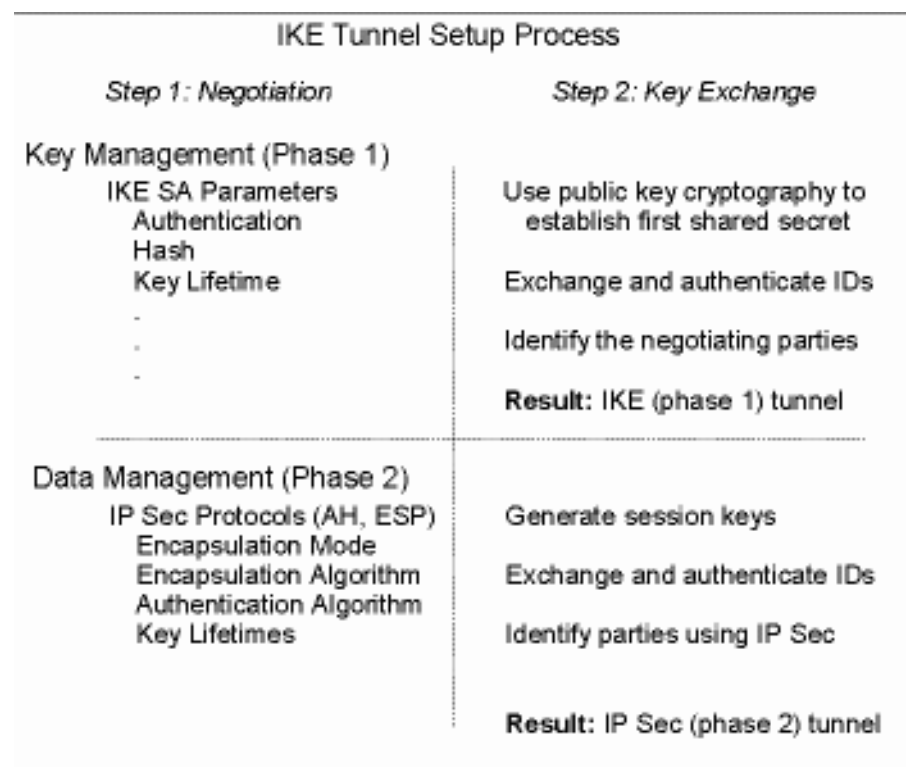 IKE Tunnel Setup Process
Step 1: Negotiation
Step 2: Key Exchange
Key Management (Phase 1)
IKE SA Parameters
Authentication
Hash
Key Lifetime
.
.
.
Use public key cryptography to
establish first shared secret
Exchange and authenticate IDs
Identify the negotiating parties
Result: IKE (phase 1) tunnel
Data Management (Phase 2)
IP Sec Protocols (AH, ESP)
Encapsulation Mode
Encapsulation Algorithm
Authentication Algorithm
Key Lifetimes
Generate session keys
Exchange and authenticate IDs
Identify parties using IP Sec
Result: IP Sec (phase 2) tunnel